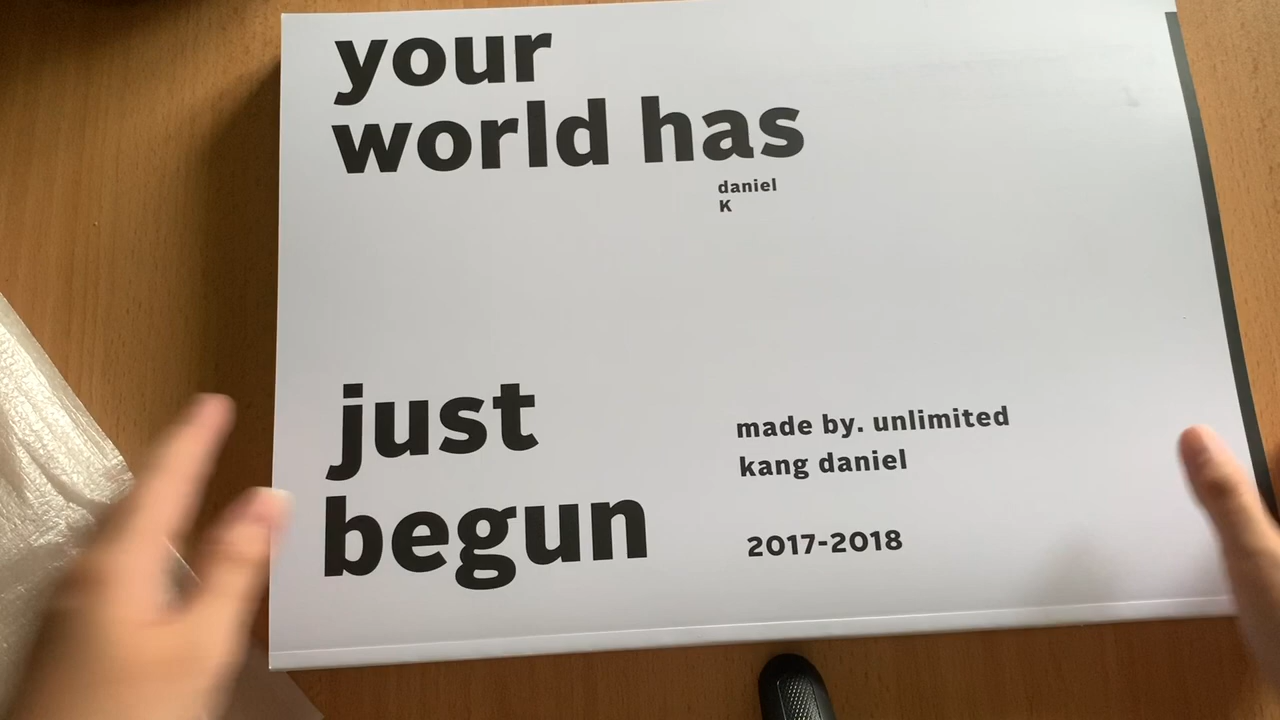 your
world has
daniel
K
just
begun
made by. unlimited
kang daniel
2017-2018